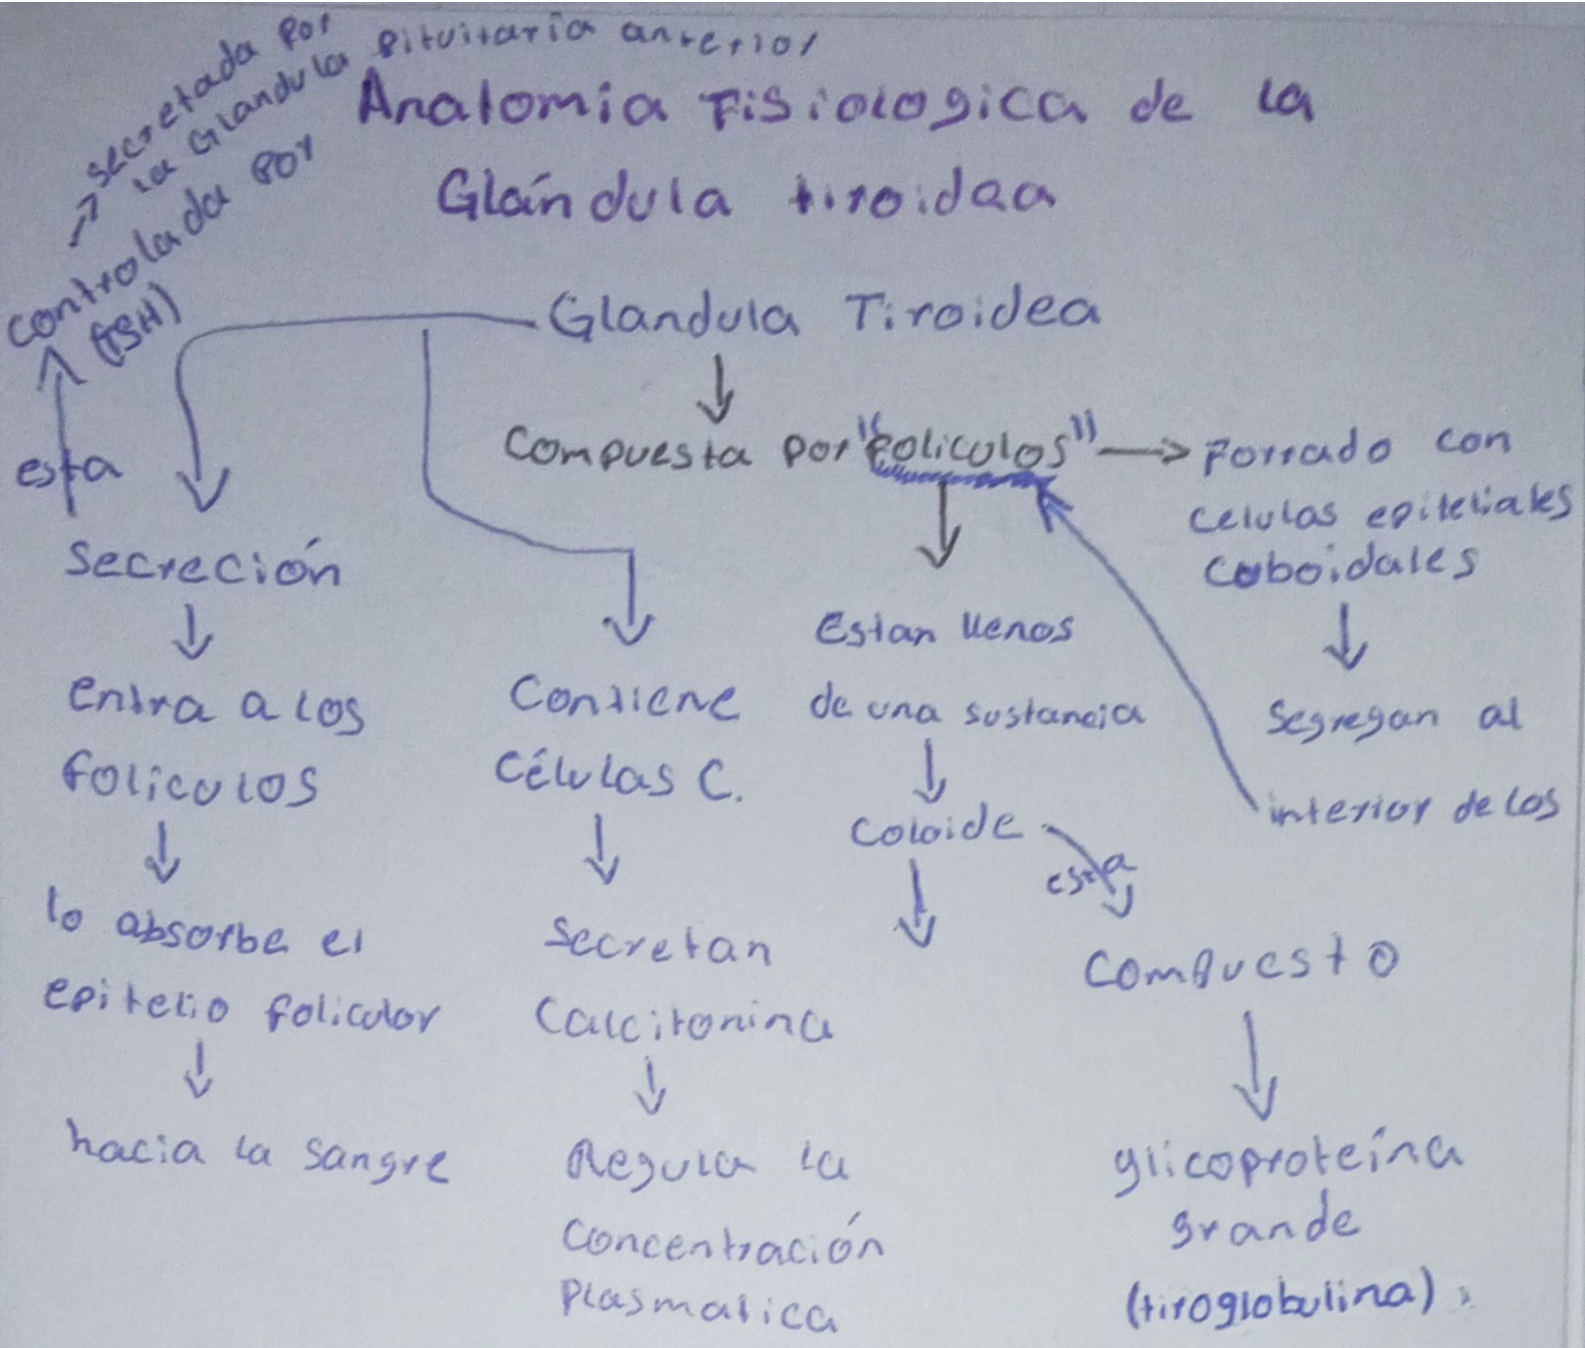 secretada por
la Glandula pituitaria anterior
Anatomia Fisiologica de la
Glándula tiroidea
controlada por
(TSH)
esta
Glandula Tiroidea
Compuesta por "foliculos"
Forrado con
celulas epiteliales
cuboidales
Segregan al
interior de los
Secreción
entra a los
foliculos
lo absorbe el
epitelio folicular
hacia la sangre
Contiene
Células C.
Secretan
Calcitonina
Regula la
Concentración
Plasmatica
Estan llenos
de una sustancia
Coloide
esta
Compuesto
glicoproteína
grande
(tiroglobulina)